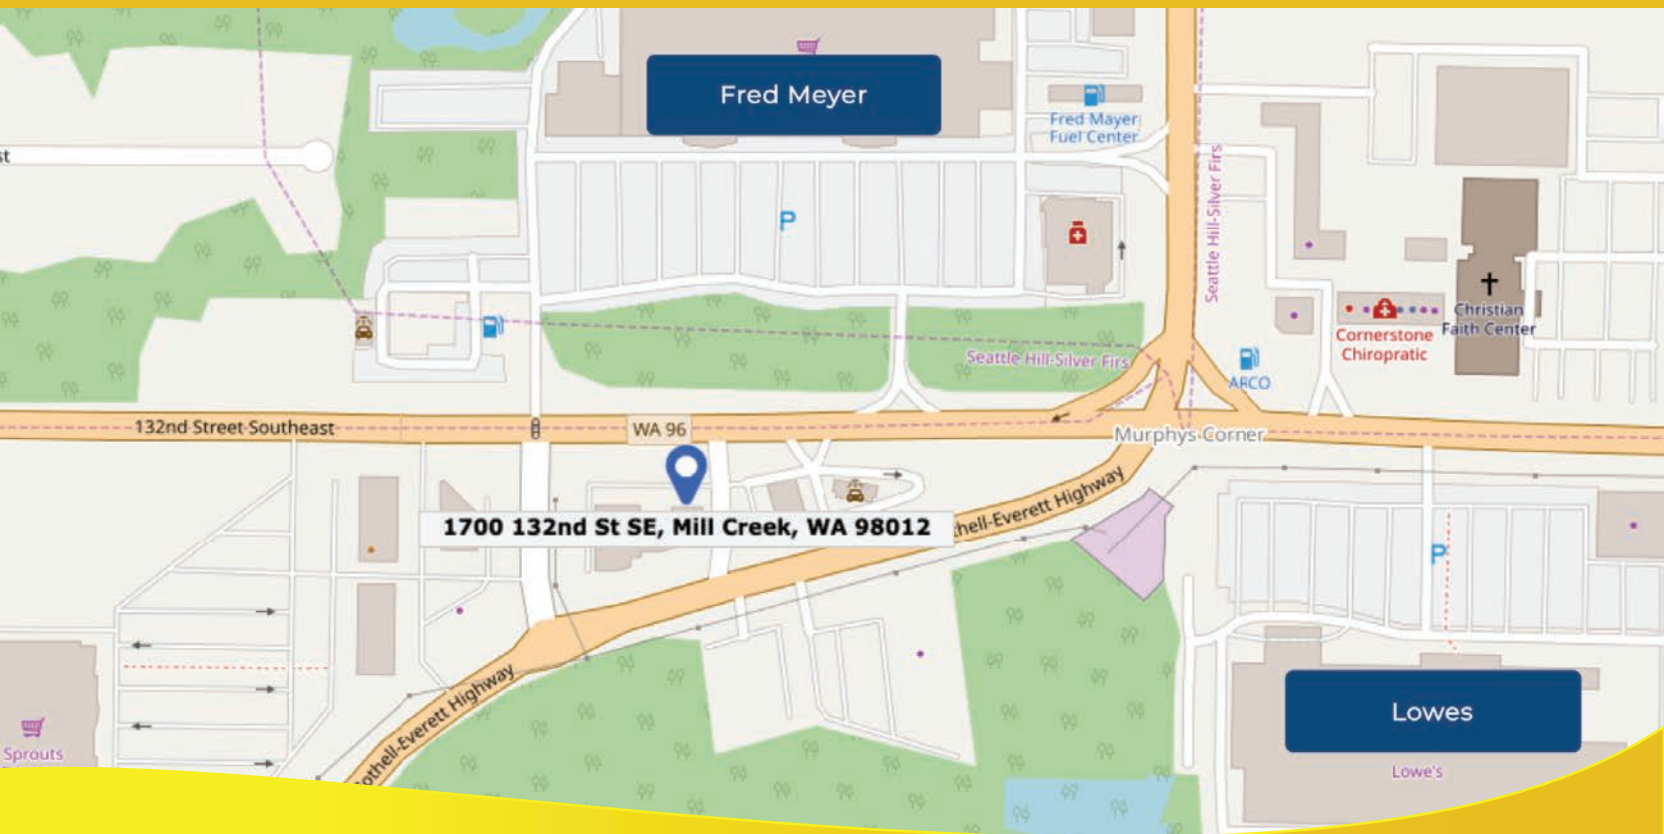 Fred Meyer
Fred Mayer
Fuel Center
st
P
Seattle Hill-Silver Firs
Christian
Faith Center
Cornerstone
Chiropratic
Seattle Hill-Silver Firs
ARCO
132nd Street Southeast
WA 96
Murphys Corner
1700 132nd St SE, Mill Creek, WA 98012
thell-Everett Highway
P
othell-Everett Highway
Lowes
Sprouts
Lowe's